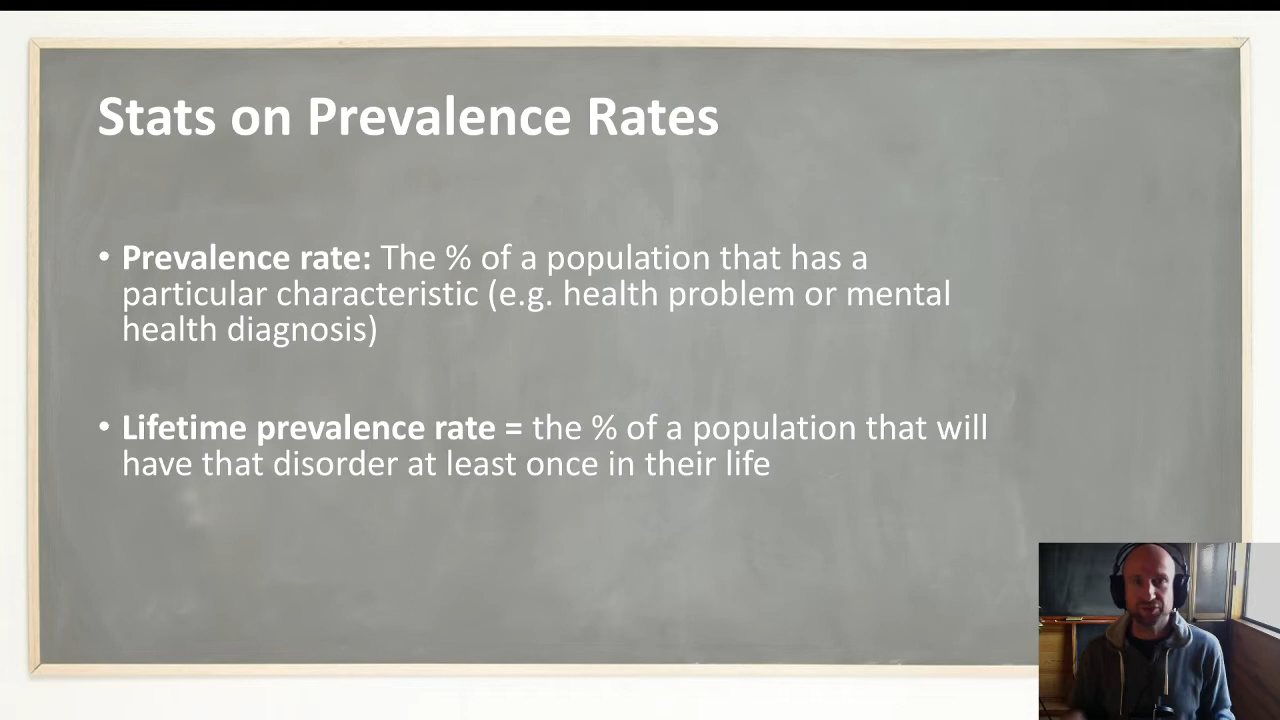 Stats on Prevalence Rates
• Prevalence rate: The % of a population that has a
particular characteristic (e.g. health problem or mental
health diagnosis)
• Lifetime prevalence rate = the % of a population that will
have that disorder at least once in their life